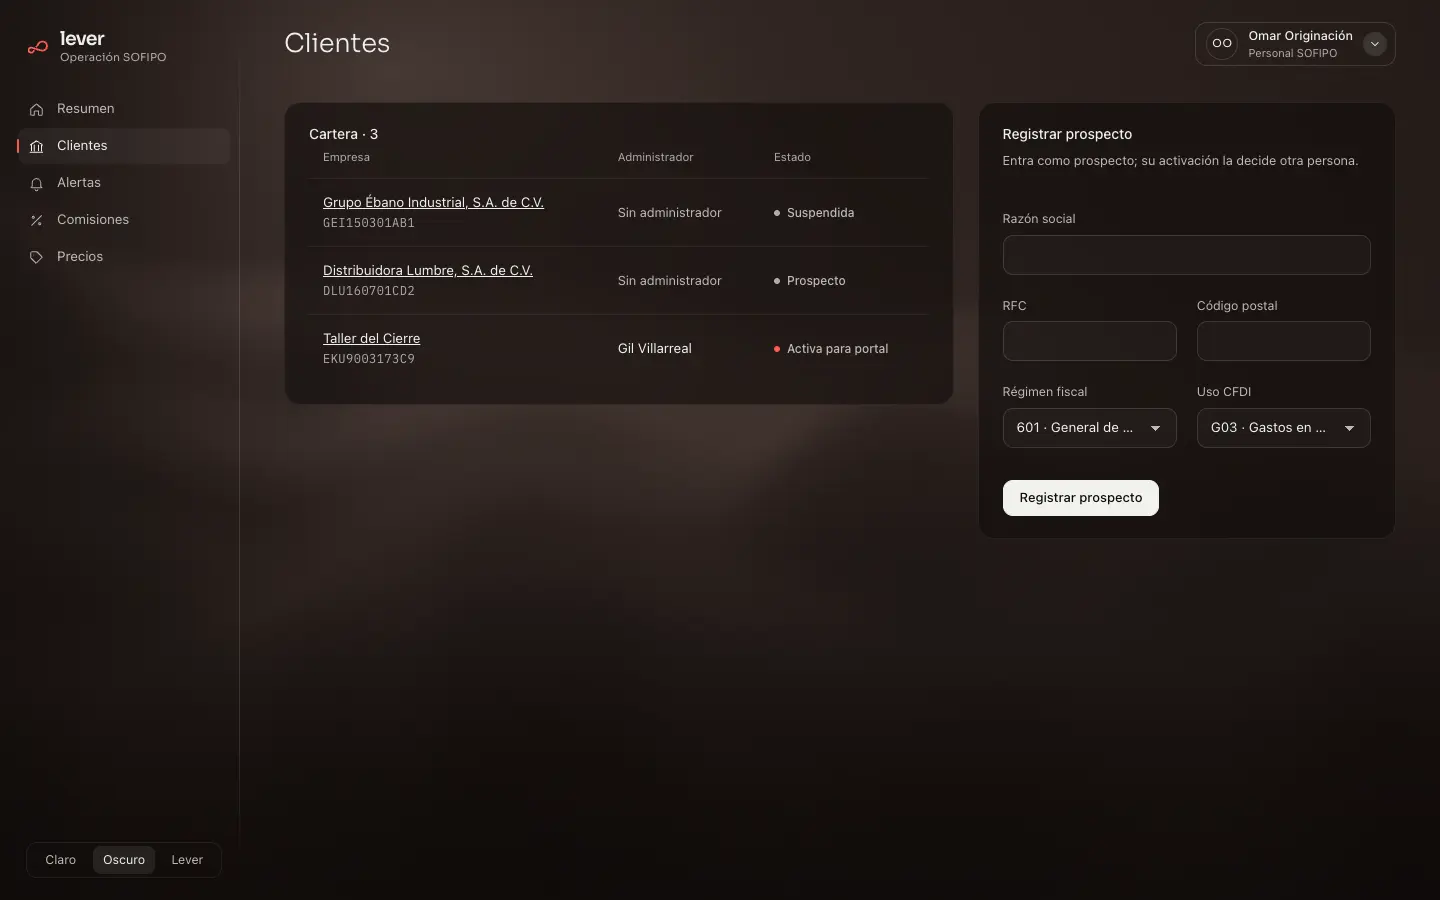 lever
Operación SOFIPO
Resumen
Clientes
Alertas
Comisiones
Precios
Claro
Oscuro
Lever
Clientes
OO
Omar Originación
Personal SOFIPO
Cartera · 3
Empresa
Administrador
Estado
Grupo Ébano Industrial, S.A. de C.V.
GEI150301AB1
Sin administrador
Suspendida
Distribuidora Lumbre, S.A. de C.V.
DLU160701CD2
Sin administrador
Prospecto
Taller del Cierre
EKU9003173C9
Gil Villarreal
Activa para portal
Registrar prospecto
Entra como prospecto; su activación la decide otra persona.
Razón social
RFC
Código postal
Régimen fiscal
Uso CFDI
601 · General de ...
G03 · Gastos en ...
Registrar prospecto